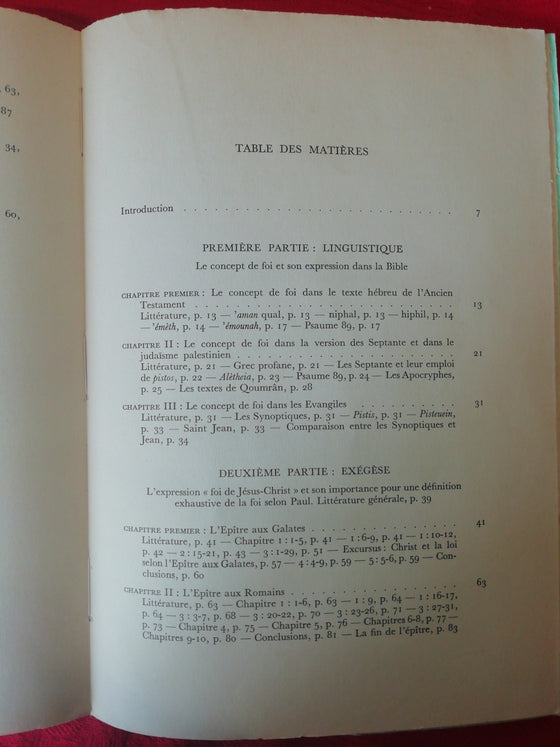 63,
87
34,
60,
TABLE DES MATIÈRES
Introduction . . . . . . . . . . . . . . . . . . . . . 7
PREMIÈRE PARTIE : LINGUISTIQUE
Le concept de foi et son expression dans la Bible
CHAPITRE PREMIER : Le concept de foi dans le texte hébreu de l'Ancien
Testament . . . . . . . . . . . . . . . . . . . . . 13
Littérature, p. 13 — 'aman qual, p. 13 — niphal, p. 13 — hiphil, p. 14
— 'èmèth, p. 14 — 'émounah, p. 17 — Psaume 89, p. 17
CHAPITRE II : Le concept de foi dans la version des Septante et dans le
judaïsme palestinien . . . . . . . . . . . . . . . . . 21
Littérature, p. 21 — Grec profane, p. 21 — Les Septante et leur emploi
de pistos, p. 22 — Alètheia, p. 23 — Psaume 89, p. 24 — Les Apocryphes,
p. 25 — Les textes de Qoumrân, p. 28
CHAPITRE III : Le concept de foi dans les Evangiles . . . . . . . . 31
Littérature, p. 31 — Les Synoptiques, p. 31 — Pistis, p. 31 — Pisteuein,
p. 33 — Saint Jean, p. 33 — Comparaison entre les Synoptiques et
Jean, p. 34
DEUXIÈME PARTIE : EXÉGÈSE
L'expression « foi de Jésus-Christ » et son importance pour une définition
exhaustive de la foi selon Paul. Littérature générale, p. 39
CHAPITRE PREMIER : L'Epître aux Galates . . . . . . . . . . . . 41
Littérature, p. 41 — Chapitre 1 : 1-5, p. 41 — 1 : 6-9, p. 41 — 1 : 10-12,
p. 42 — 2 : 15-21, p. 43 — 3 : 1-29, p. 51 — Excursus : Christ et la loi
selon l'Epître aux Galates, p. 57 — 4 : 4-9, p. 59 — 5 : 5-6, p. 59 — Con-
clusions, p. 60
CHAPITRE II : L'Epître aux Romains . . . . . . . . . . . . . . 63
Littérature, p. 63 — Chapitre 1 : 1-6, p. 63 — 1 : 9, p. 64 — 1 : 16-17,
p. 64 — 3 : 3-7, p. 68 — 3 : 20-22, p. 70 — 3 : 23-26, p. 71 — 3 : 27-31,
p. 73 — Chapitre 4, p. 75 — Chapitre 5, p. 76 — Chapitres 6-8, p. 77 —
Chapitres 9-10, p. 80 — Conclusions, p. 81 — La fin de l'épître, p. 83